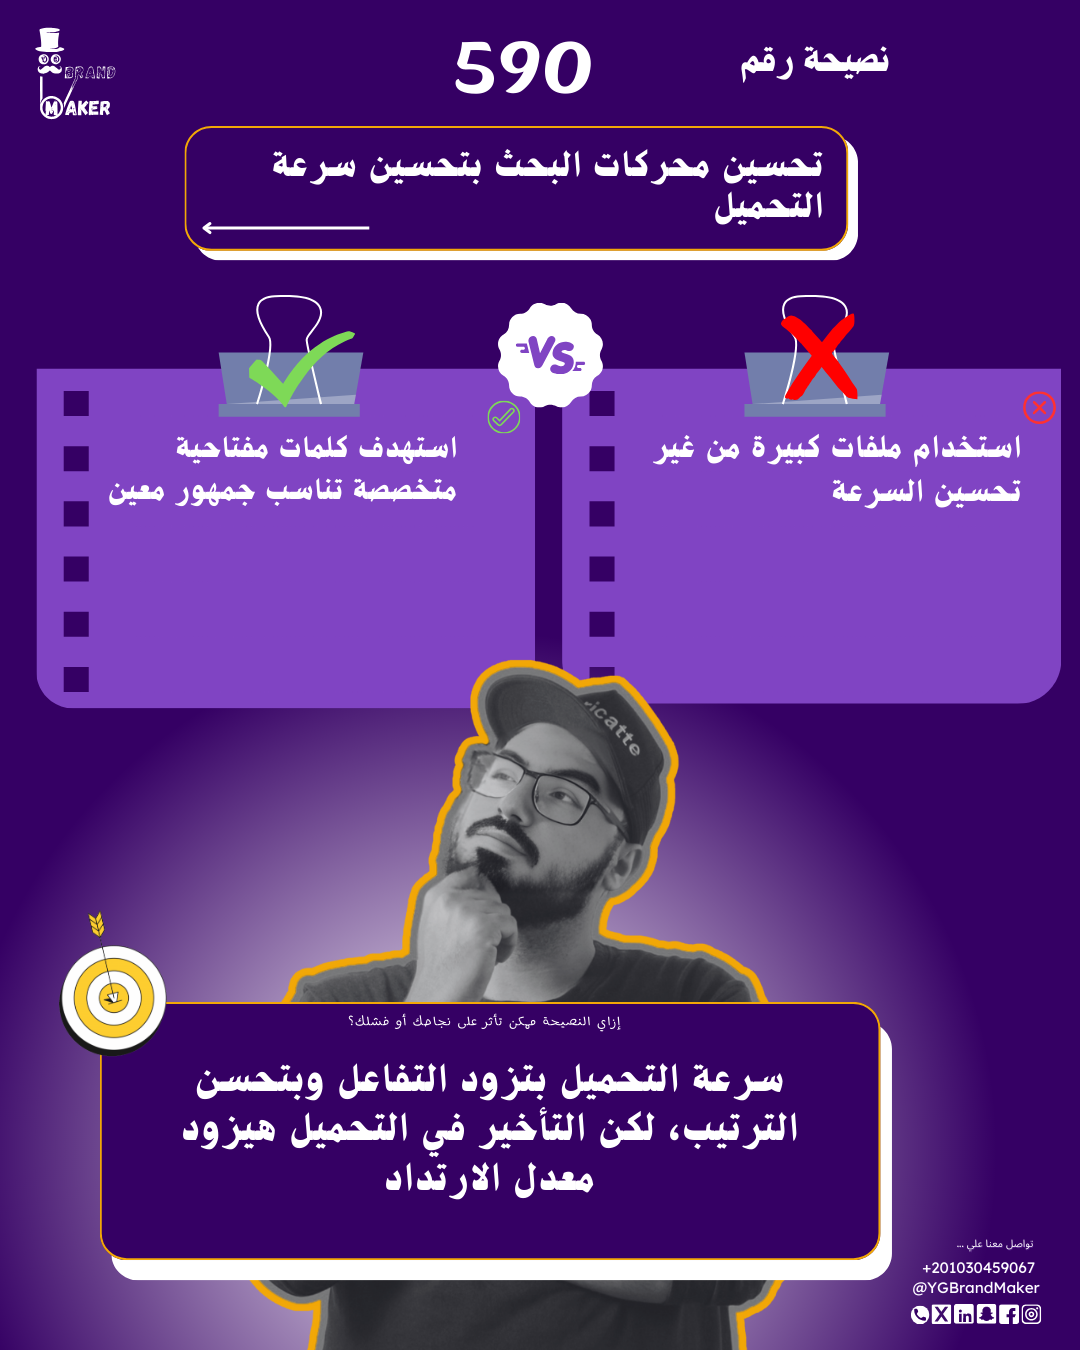 BRAND
MAKER
نصيحة رقم
590
تحسين محركات البحث بتحسين سرعة
التحميل
VS
استخدام ملفات كبيرة من غير
تحسين السرعة
استهدف كلمات مفتاحية
متخصصة تناسب جمهور معين
icatte
إزاي النصيحة ممكن تأثر على نجاحك أو فشلك؟
سرعة التحميل بتزود التفاعل وبتحسن
الترتيب، لكن التأخير في التحميل هيزود
معدل الارتداد
تواصل معنا علي ...
+201030459067
@YGBrandMaker